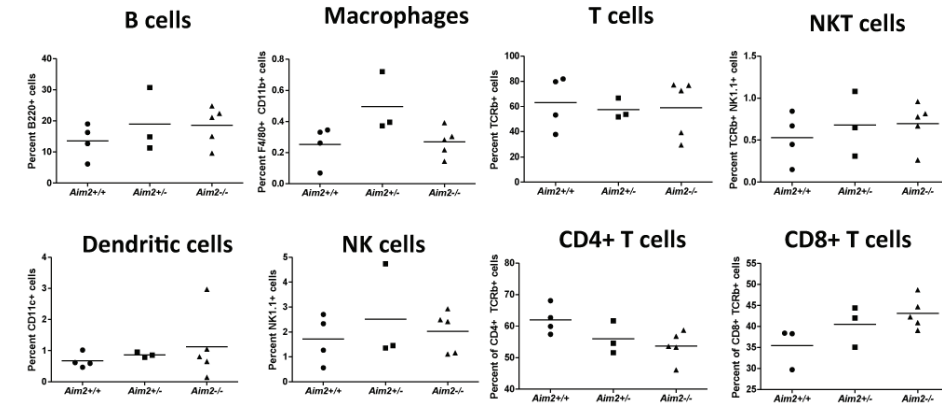 B cells
Percent B220+ cells
40
30
20
10
0
Aim2+/+ Aim2+/- Aim2-/-
Macrophages
Percent F4/80+ CD11b+ cells
0.8
0.6
0.4
0.2
0.0
Aim2+/+ Aim2+/- Aim2-/-
T cells
Percent TCRb+ cells
100
80
60
40
20
0
Aim2+/+ Aim2+/- Aim2-/-
NKT cells
Percent TCRb+ NK1.1+ cells
1.5
1.0
0.5
0.0
Aim2+/+ Aim2+/- Aim2-/-
Dendritic cells
Percent CD11c+ cells
4
3
2
1
0
Aim2+/+ Aim2+/- Aim2-/-
NK cells
Percent NK1.1+ cells
5
4
3
2
1
0
Aim2+/+ Aim2+/- Aim2-/-
CD4+ T cells
Percent of CD4+ TCRb+ cells
80
70
60
50
40
Aim2+/+ Aim2+/- Aim2-/-
CD8+ T cells
Percent of CD8+ TCRb+ cells
55
50
45
40
35
30
25
Aim2+/+ Aim2+/- Aim2-/-